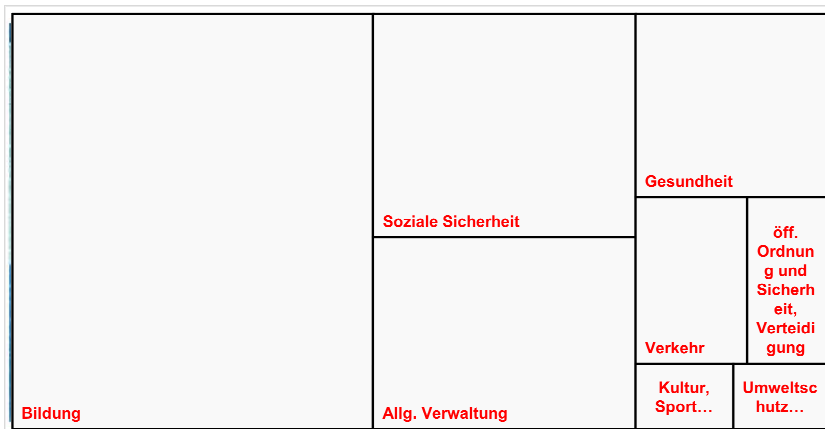 Bildung
Soziale Sicherheit
Allg. Verwaltung
Gesundheit
Verkehr
öff.
Ordnun
g und
Sicherh
eit,
Verteidi
gung
Kultur,
Sport…
Umweltsc
hutz…